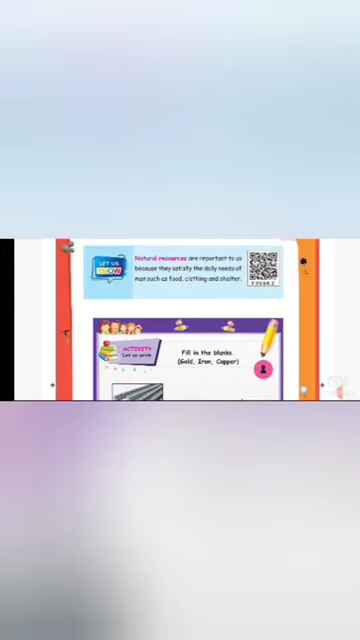 LET US
KNOW
Natural resources are important to us
because they satisfy the daily needs of
man such as food, clothing and shelter.
F3S6R2
ACTIVITY
Let us write
Fill in the blanks.
(Gold, Iron, Copper)